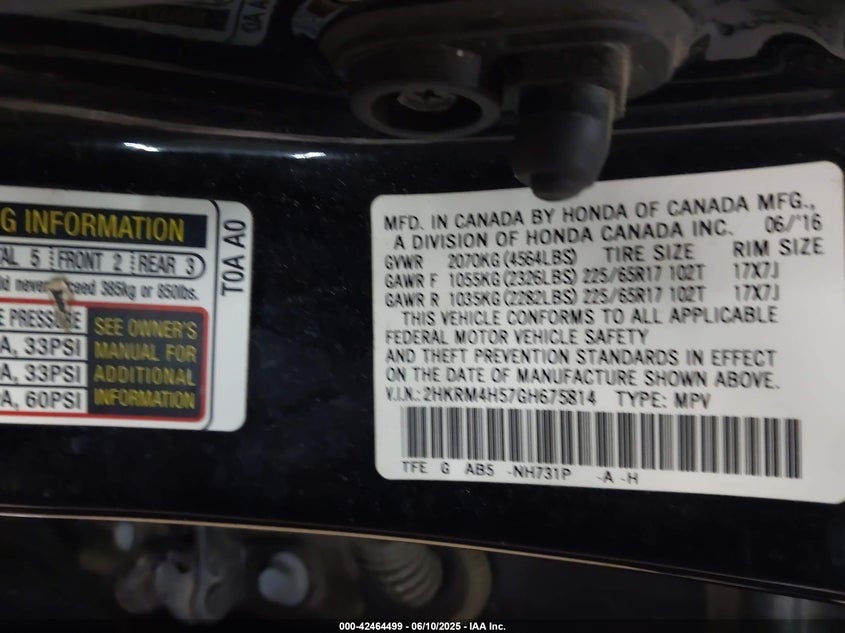 G INFORMATION
TAL 5 FRONT 2 REAR 3
ld never exceed 385kg or 850lbs.
E PRESSURE
A, 33PSI
A, 33PSI
A, 60PSI
SEE OWNER'S
MANUAL FOR
ADDITIONAL
INFORMATION
T0A A0
MFD. IN CANADA BY HONDA OF CANADA MFG.,
A DIVISION OF HONDA CANADA INC. 06/'16
GVWR 2070KG (4564LBS) TIRE SIZE RIM SIZE
GAWR F 1055KG (2326LBS) 225/65R17 102T 17X7J
GAWR R 1035KG (2282LBS) 225/65R17 102T 17X7J
THIS VEHICLE CONFORMS TO ALL APPLICABLE
FEDERAL MOTOR VEHICLE SAFETY
AND THEFT PREVENTION STANDARDS IN EFFECT
ON THE DATE OF MANUFACTURE SHOWN ABOVE.
V.I.N.: 2HKRM4H57GH675814 TYPE: MPV
TFE G AB5 -NH731P -A -H
000-42464499 - 06/10/2025 - IAA Inc.